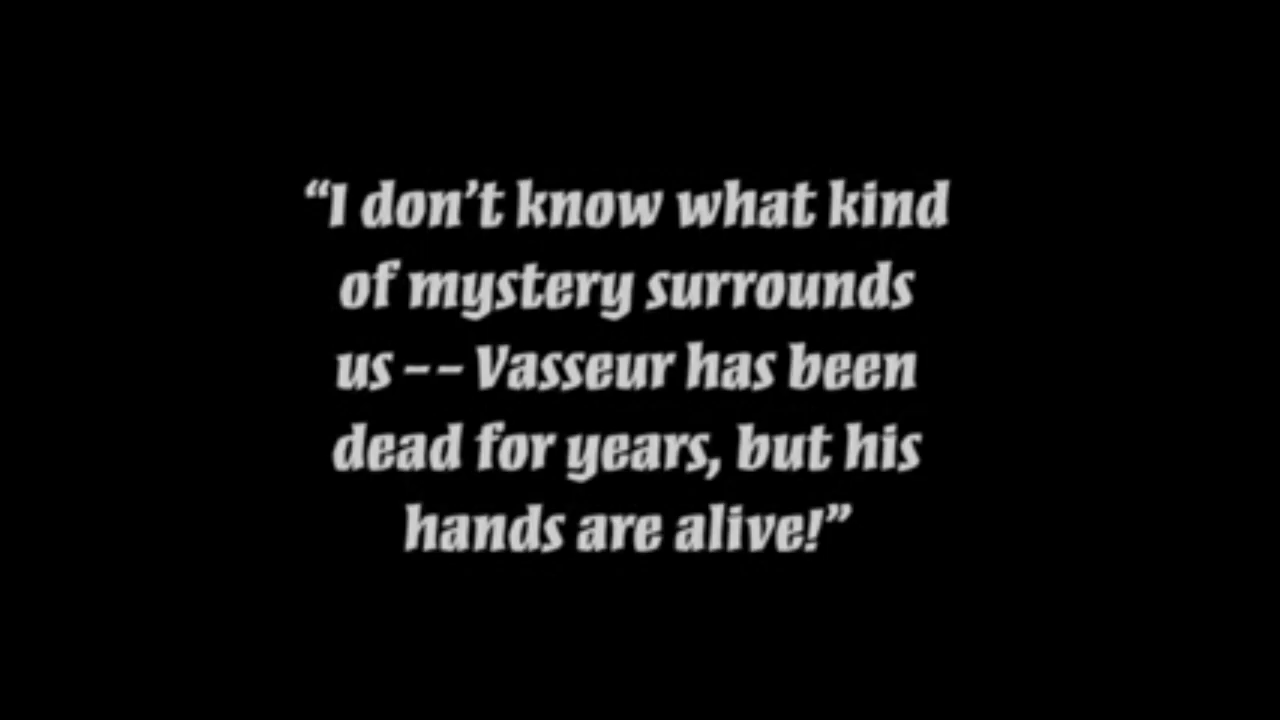 “I don’t know what kind
of mystery surrounds
us -- Vasseur has been
dead for years, but his
hands are alive!”